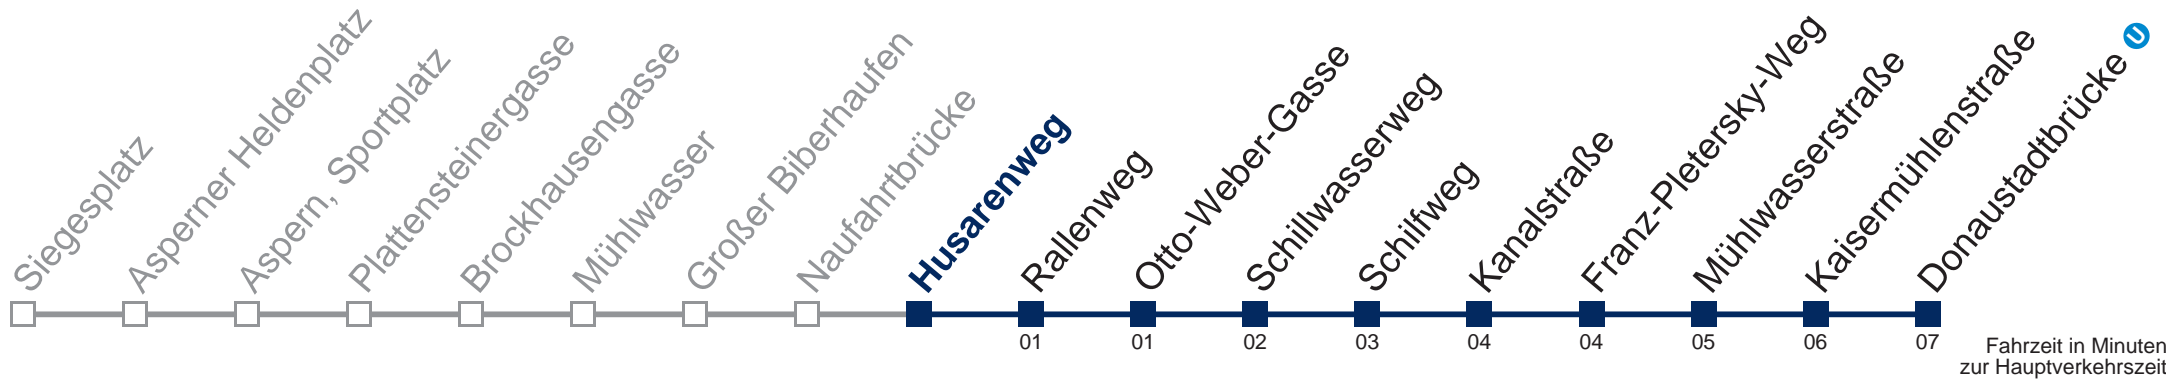 Siegesplatz
Asperner Heldenplatz
Aspern, Sportplatz
Plattensteinergasse
Brockhausengasse
Mühlwasser
Großer Biberhaufen
Naufahrtbrücke
Husarenweg
Rallenweg
Otto-Weber-Gasse
Schillwasserweg
Schilfweg
Kanalstraße
Franz-Pletersky-Weg
Mühlwasserstraße
Kaisermühlenstraße
Donaustadtbrücke U
01 01 02 03 04 04 05 06 07
Fahrzeit in Minuten
zur Hauptverkehrszeit